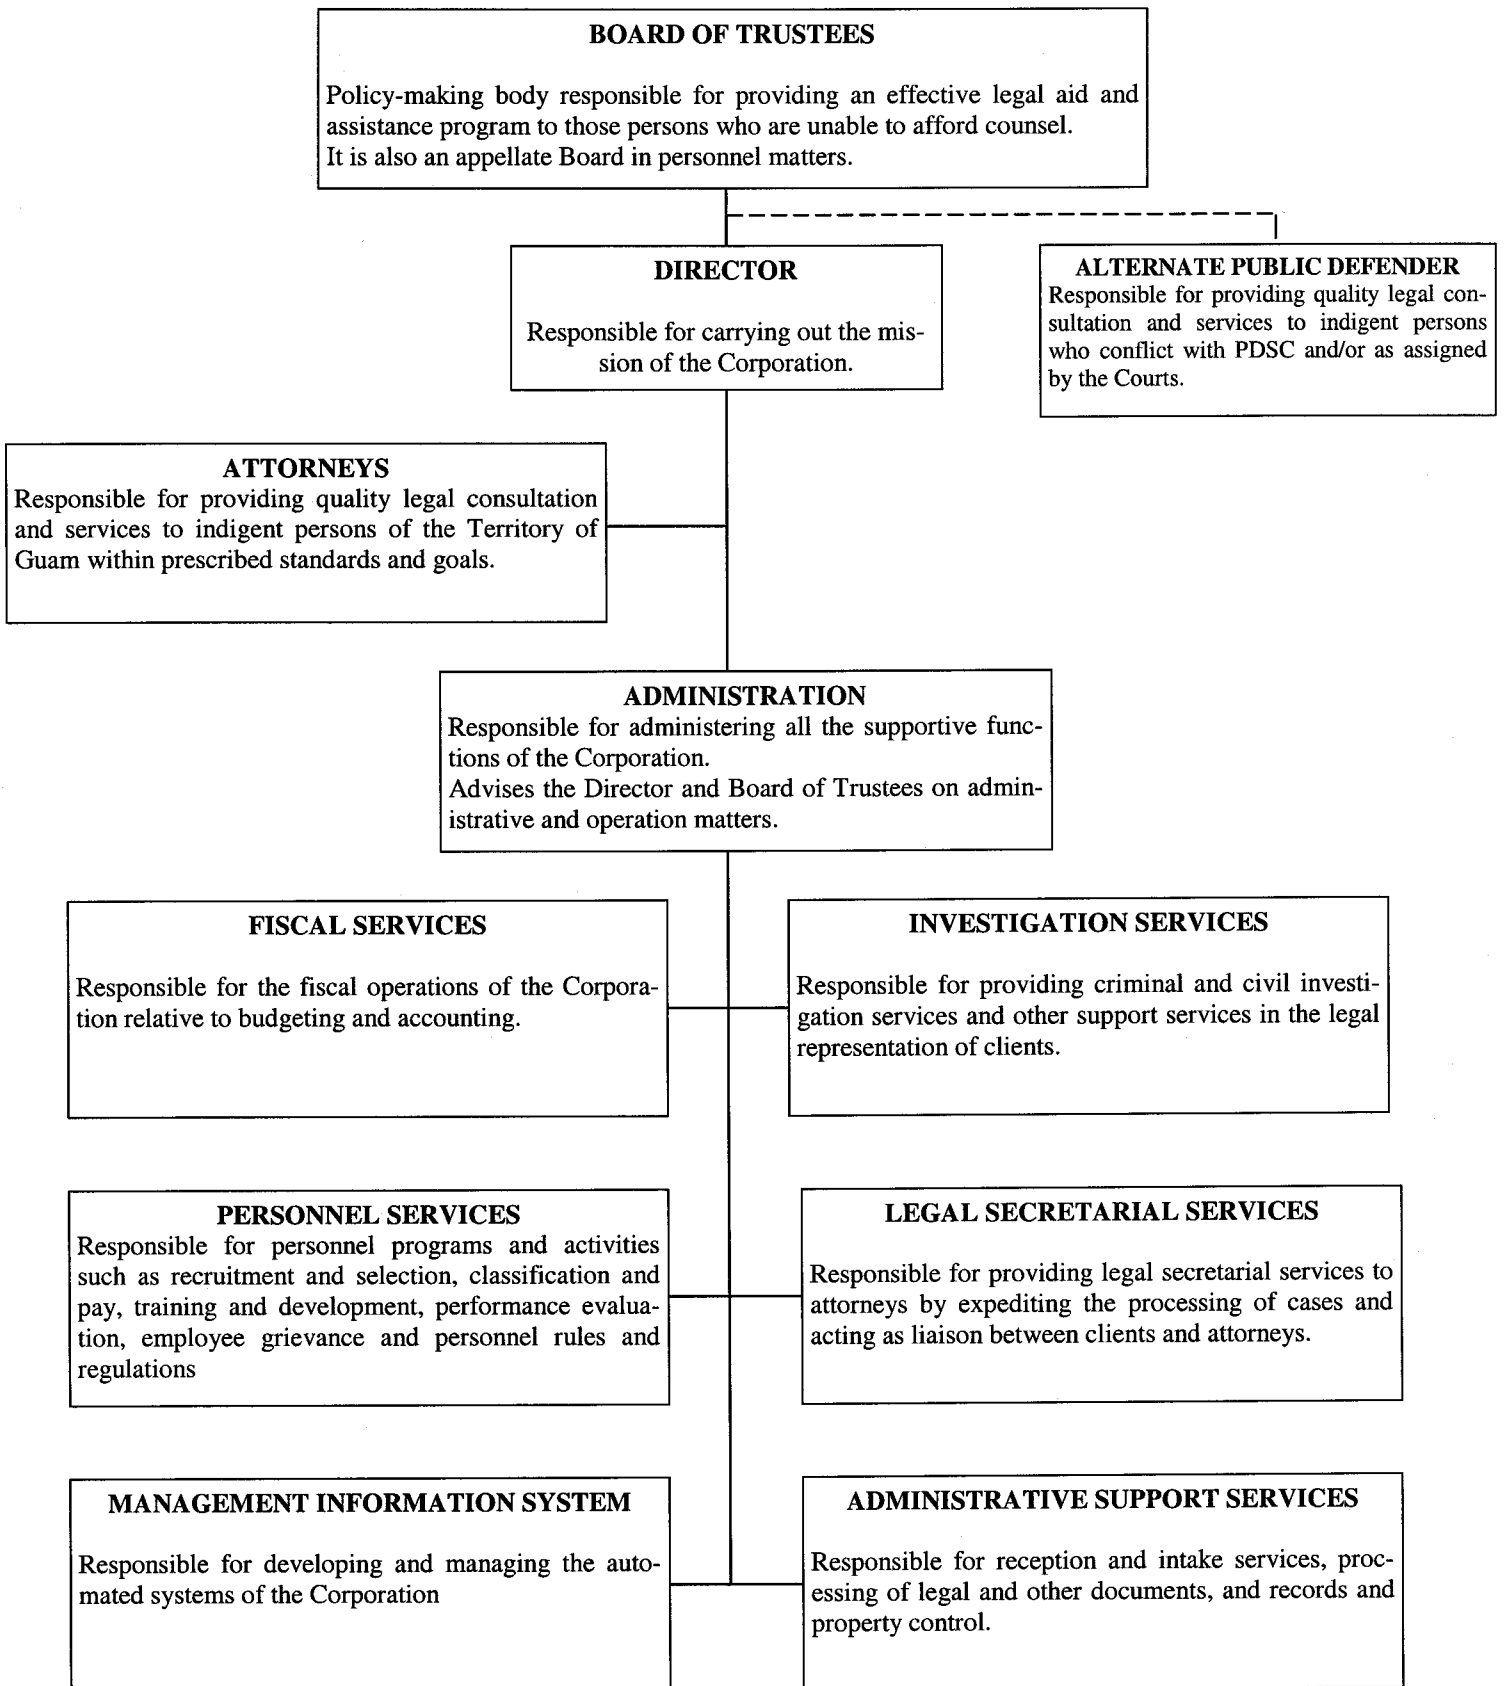 BOARD OF TRUSTEES
Policy-making body responsible for providing an effective legal aid and
assistance program to those persons who are unable to afford counsel.
It is also an appellate Board in personnel matters.
DIRECTOR
Responsible for carrying out the mis-
sion of the Corporation.
ALTERNATE PUBLIC DEFENDER
Responsible for providing quality legal con-
sultation and services to indigent persons
who conflict with PDSC and/or as assigned
by the Courts.
ATTORNEYS
Responsible for providing quality legal consultation
and services to indigent persons of the Territory of
Guam within prescribed standards and goals.
ADMINISTRATION
Responsible for administering all the supportive func-
tions of the Corporation.
Advises the Director and Board of Trustees on admin-
istrative and operation matters.
FISCAL SERVICES
Responsible for the fiscal operations of the Corpora-
tion relative to budgeting and accounting.
INVESTIGATION SERVICES
Responsible for providing criminal and civil investi-
gation services and other support services in the legal
representation of clients.
PERSONNEL SERVICES
Responsible for personnel programs and activities
such as recruitment and selection, classification and
pay, training and development, performance evalua-
tion, employee grievance and personnel rules and
regulations
LEGAL SECRETARIAL SERVICES
Responsible for providing legal secretarial services to
attorneys by expediting the processing of cases and
acting as liaison between clients and attorneys.
MANAGEMENT INFORMATION SYSTEM
Responsible for developing and managing the auto-
mated systems of the Corporation
ADMINISTRATIVE SUPPORT SERVICES
Responsible for reception and intake services, proc-
essing of legal and other documents, and records and
property control.